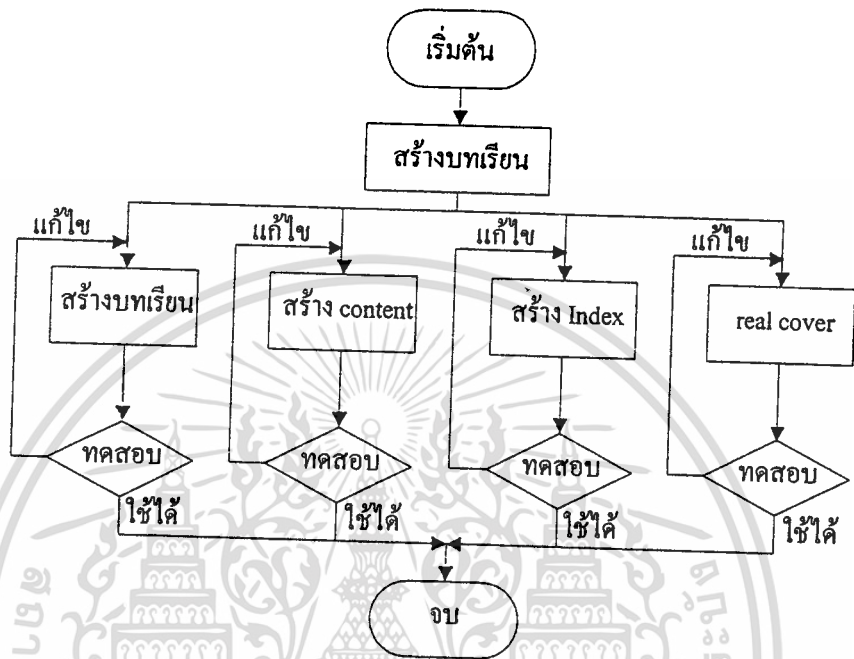 เริ่มต้น
สร้างบทเรียน
แก้ไข
แก้ไข
แก้ไข
แก้ไข
สร้างบทเรียน
สร้าง content
สร้าง Index
real cover
ทดสอบ
ทดสอบ
ทดสอบ
ทดสอบ
ใช้ได้
ใช้ได้
ใช้ได้
ใช้ได้
จบ